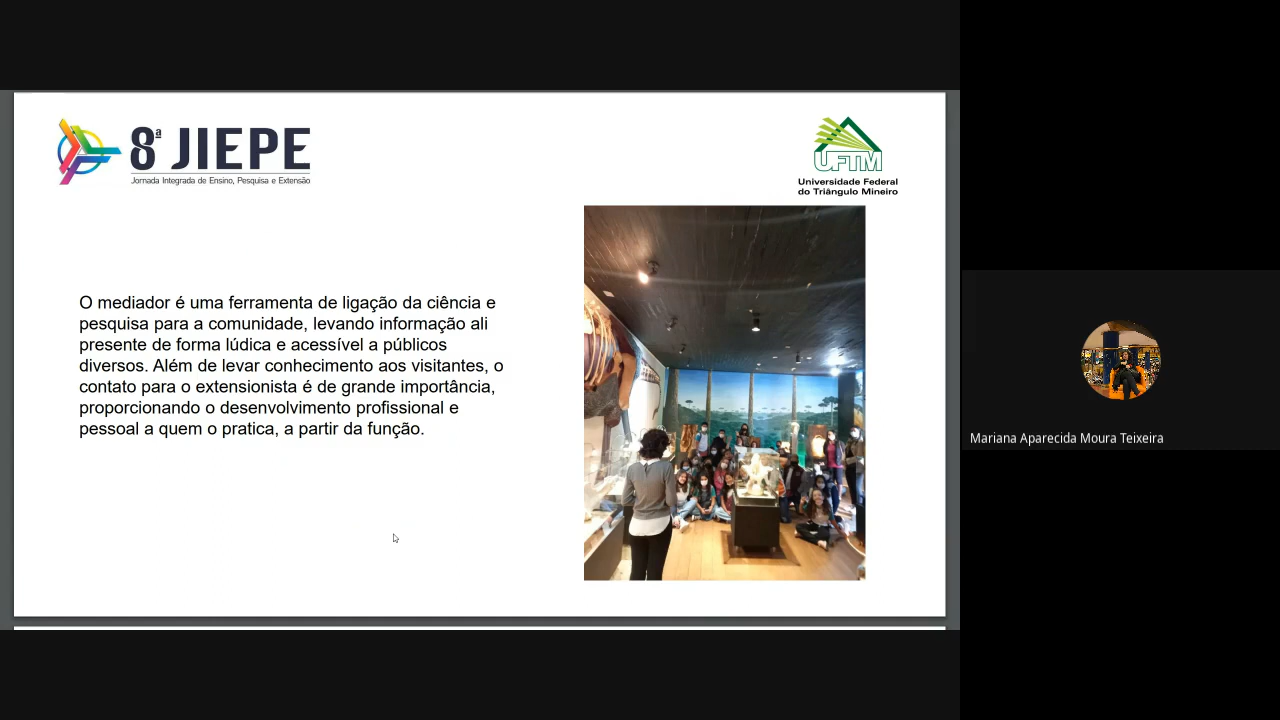 8ª JIEPE
Jornada Integrada de Ensino, Pesquisa e Extensão
UFTM
Universidade Federal
do Triângulo Mineiro
O mediador é uma ferramenta de ligação da ciência e
pesquisa para a comunidade, levando informação ali
presente de forma lúdica e acessível a públicos
diversos. Além de levar conhecimento aos visitantes, o
contato para o extensionista é de grande importância,
proporcionando o desenvolvimento profissional e
pessoal a quem o pratica, a partir da função.
Mariana Aparecida Moura Teixeira